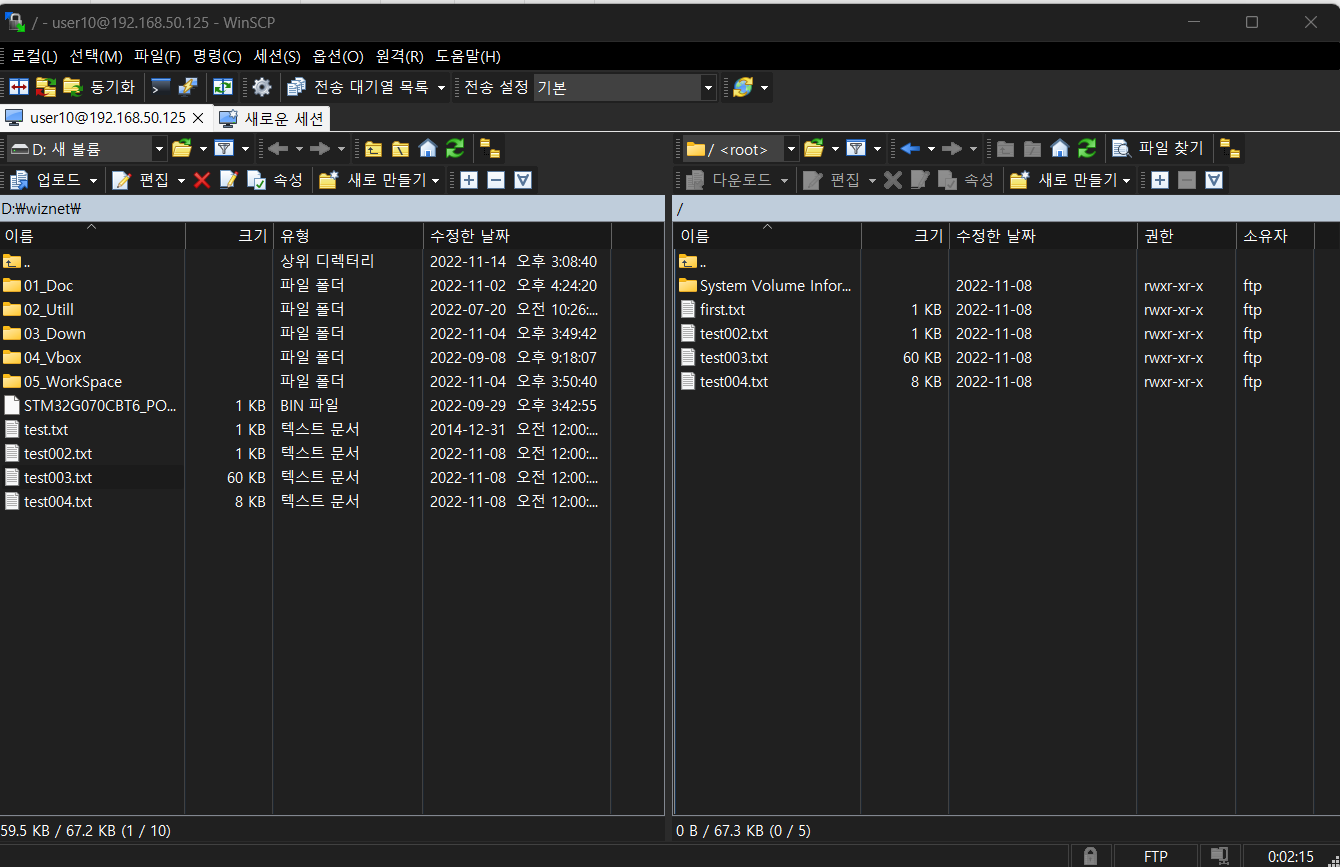 / - user10@192.168.50.125 - WinSCP
로컬(L) 선택(M) 파일(F) 명령(C) 세션(S) 옵션(O) 원격(R) 도움말(H)
동기화 전송 대기열 목록 전송 설정 기본
user10@192.168.50.125 새로운 세션
D: 새 볼륨
업로드 편집 속성 새로 만들기
D:₩wiznet₩
이름 크기 유형 수정한 날짜
.. 상위 디렉터리 2022-11-14 오후 3:08:40
01_Doc 파일 폴더 2022-11-02 오후 4:24:20
02_Utill 파일 폴더 2022-07-20 오전 10:26:...
03_Down 파일 폴더 2022-11-04 오후 3:49:42
04_Vbox 파일 폴더 2022-09-08 오후 9:18:07
05_WorkSpace 파일 폴더 2022-11-04 오후 3:50:40
STM32G070CBT6_PO... 1 KB BIN 파일 2022-09-29 오후 3:42:55
test.txt 1 KB 텍스트 문서 2014-12-31 오전 12:00:...
test002.txt 1 KB 텍스트 문서 2022-11-08 오전 12:00:...
test003.txt 60 KB 텍스트 문서 2022-11-08 오전 12:00:...
test004.txt 8 KB 텍스트 문서 2022-11-08 오전 12:00:...
59.5 KB / 67.2 KB (1 / 10)
/ <root> 파일 찾기
다운로드 편집 속성 새로 만들기
/
이름 크기 수정한 날짜 권한 소유자
..
System Volume Infor... 2022-11-08 rwxr-xr-x ftp
first.txt 1 KB 2022-11-08 rwxr-xr-x ftp
test002.txt 1 KB 2022-11-08 rwxr-xr-x ftp
test003.txt 60 KB 2022-11-08 rwxr-xr-x ftp
test004.txt 8 KB 2022-11-08 rwxr-xr-x ftp
0 B / 67.3 KB (0 / 5)
FTP 0:02:15